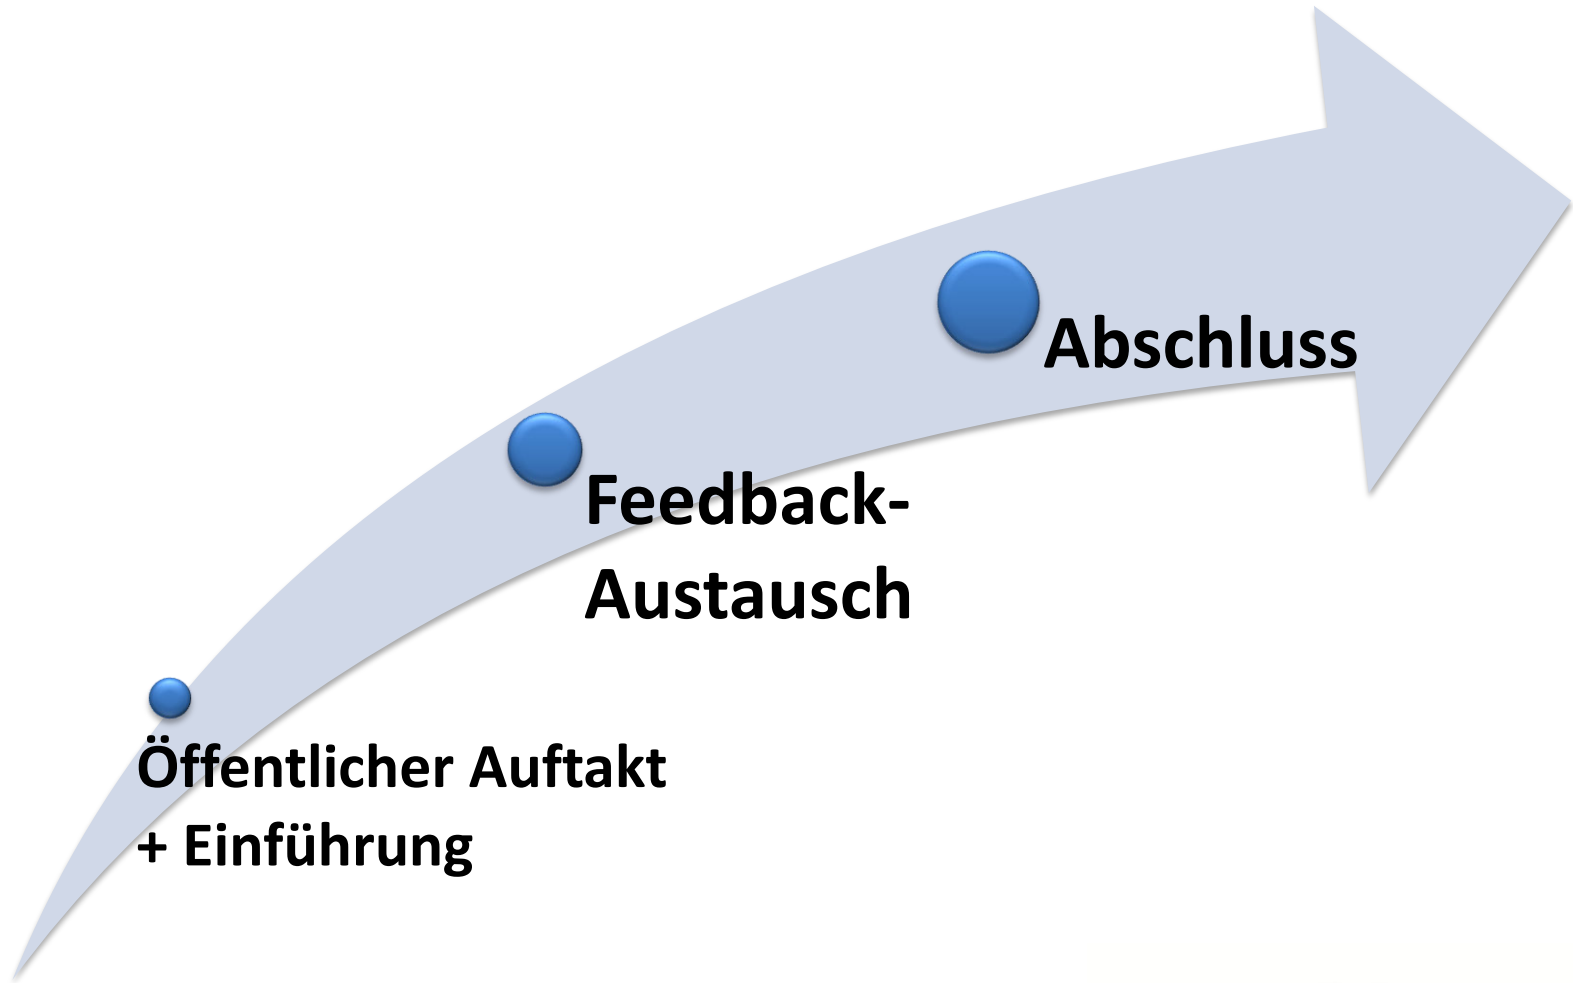 Abschluss
Feedback-
Austausch
Öffentlicher Auftakt
+ Einführung